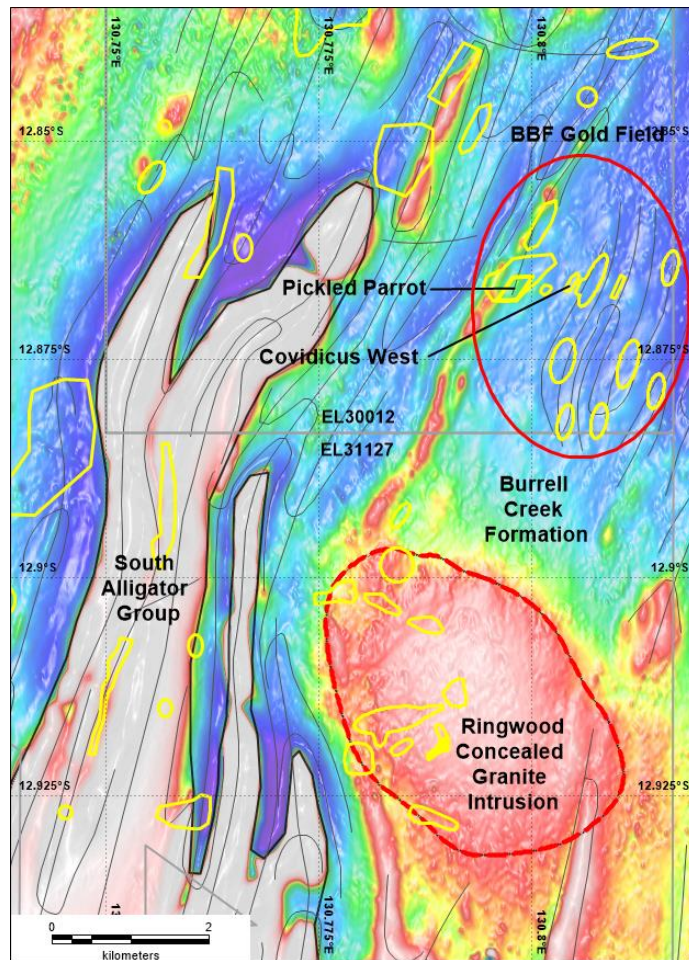 130.75°E
130.775°E
130.8°E
12.85°S
BBF Gold Field
Pickled Parrot
Covidicus West
12.875°S
12.875°S
EL30012
EL31127
Burrell
Creek
Formation
12.9°S
12.9°S
South
Alligator
Group
Ringwood
Concealed
Granite
Intrusion
12.925°S
12.925°S
130.775°E
130.8°E
0
2
kilometers